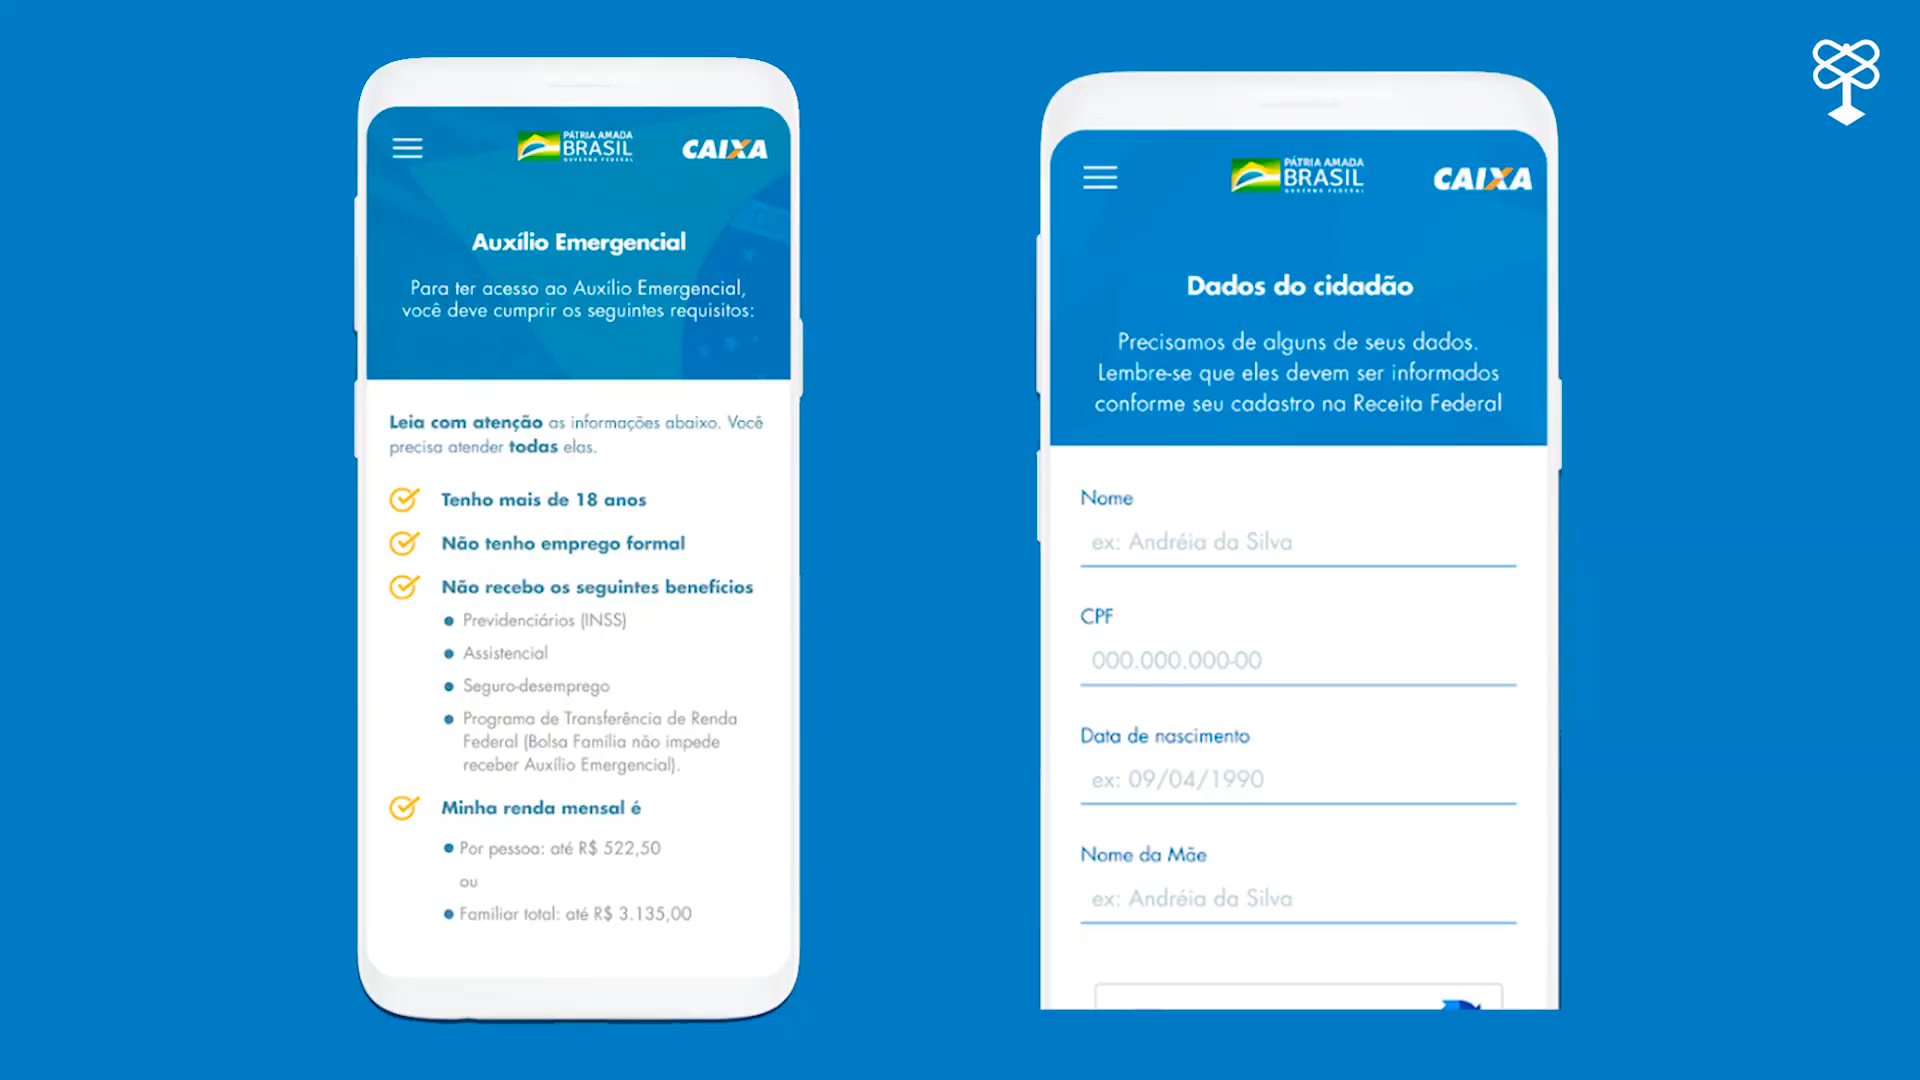 PÁTRIA AMADA
BRASIL
GOVERNO FEDERAL
CAIXA
Auxílio Emergencial
Para ter acesso ao Auxílio Emergencial,
você deve cumprir os seguintes requisitos:
Leia com atenção as informações abaixo. Você
precisa atender todas elas.
Tenho mais de 18 anos
Não tenho emprego formal
Não recebo os seguintes benefícios
Previdenciários (INSS)
Assistencial
Seguro-desemprego
Programa de Transferência de Renda
Federal (Bolsa Família não impede
receber Auxílio Emergencial).
Minha renda mensal é
Por pessoa: até R$ 522,50
ou
Familiar total: até R$ 3.135,00
PÁTRIA AMADA
BRASIL
GOVERNO FEDERAL
CAIXA
Dados do cidadão
Precisamos de alguns de seus dados.
Lembre-se que eles devem ser informados
conforme seu cadastro na Receita Federal
Nome
ex: Andréia da Silva
CPF
000.000.000-00
Data de nascimento
ex: 09/04/1990
Nome da Mãe
ex: Andréia da Silva